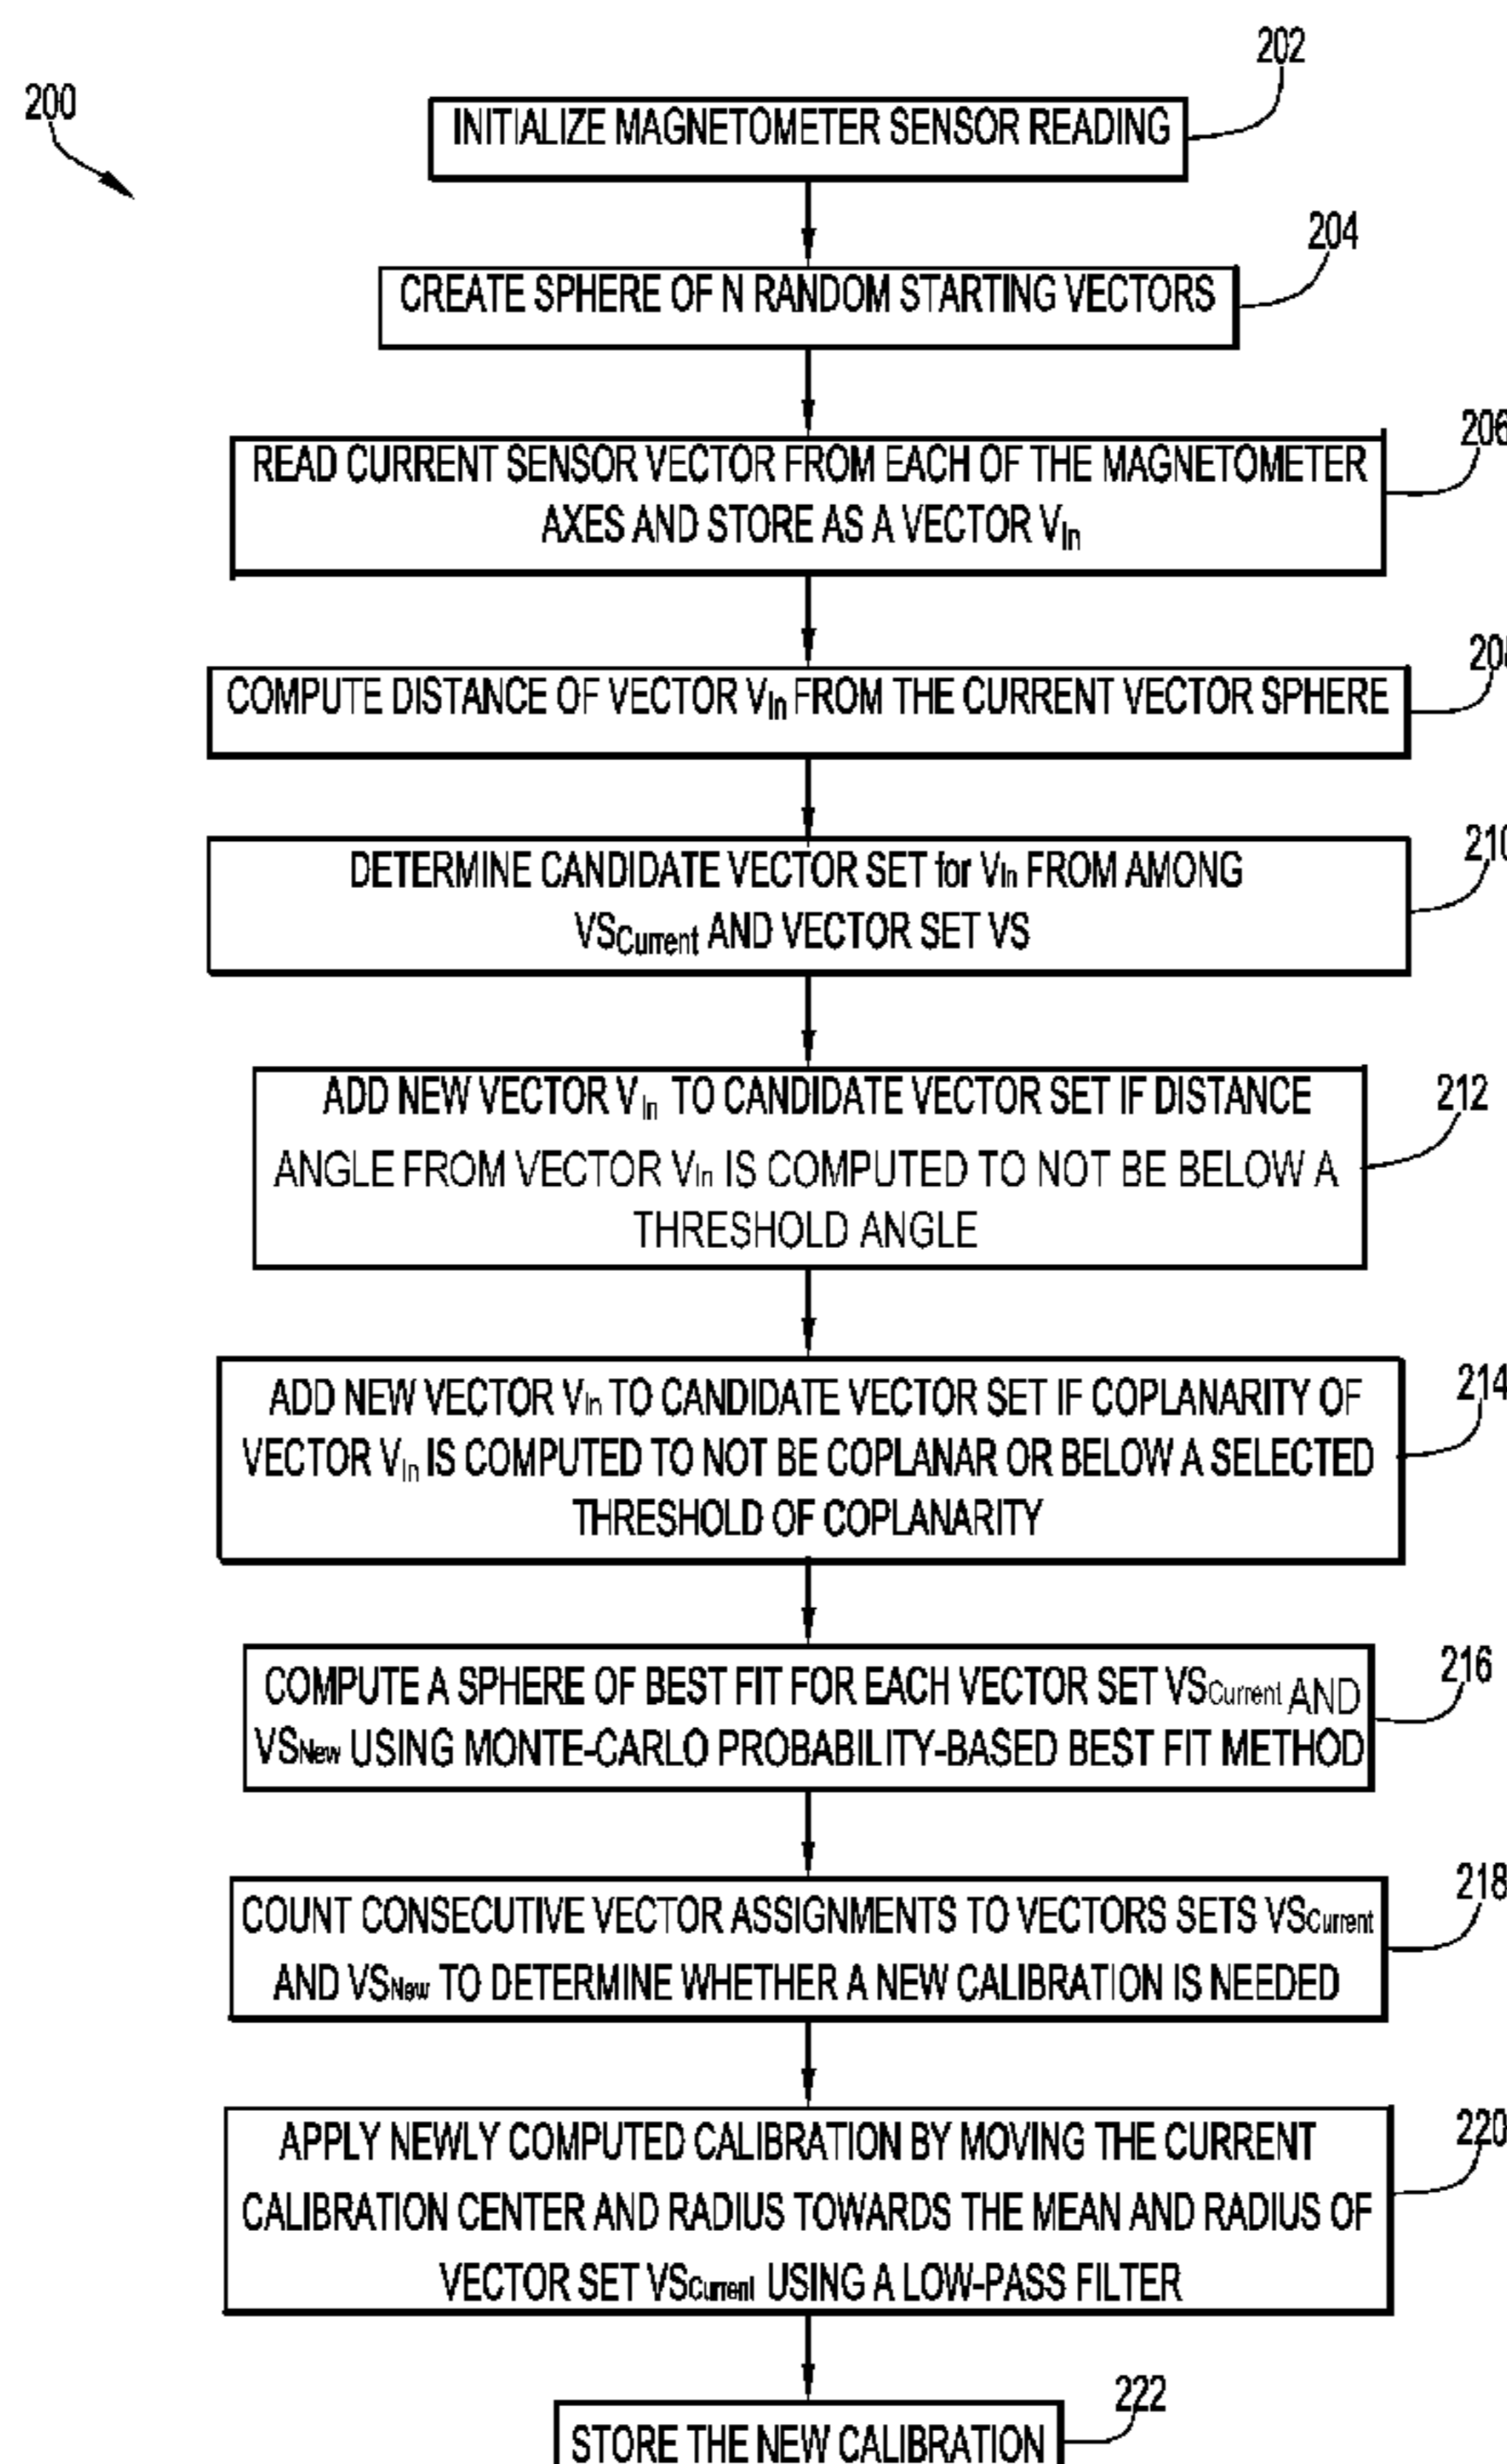 200
202
INITIALIZE MAGNETOMETER SENSOR READING
204
CREATE SPHERE OF N RANDOM STARTING VECTORS
206
READ CURRENT SENSOR VECTOR FROM EACH OF THE MAGNETOMETER
AXES AND STORE AS A VECTOR VIn
208
COMPUTE DISTANCE OF VECTOR VIn FROM THE CURRENT VECTOR SPHERE
210
DETERMINE CANDIDATE VECTOR SET for VIn FROM AMONG
VSCurrent AND VECTOR SET VS
212
ADD NEW VECTOR VIn TO CANDIDATE VECTOR SET IF DISTANCE
ANGLE FROM VECTOR VIn IS COMPUTED TO NOT BE BELOW A
THRESHOLD ANGLE
214
ADD NEW VECTOR VIn TO CANDIDATE VECTOR SET IF COPLANARITY OF
VECTOR VIn IS COMPUTED TO NOT BE COPLANAR OR BELOW A SELECTED
THRESHOLD OF COPLANARITY
216
COMPUTE A SPHERE OF BEST FIT FOR EACH VECTOR SET VSCurrent AND
VSNew USING MONTE-CARLO PROBABILITY-BASED BEST FIT METHOD
218
COUNT CONSECUTIVE VECTOR ASSIGNMENTS TO VECTORS SETS VSCurrent
AND VSNew TO DETERMINE WHETHER A NEW CALIBRATION IS NEEDED
220
APPLY NEWLY COMPUTED CALIBRATION BY MOVING THE CURRENT
CALIBRATION CENTER AND RADIUS TOWARDS THE MEAN AND RADIUS OF
VECTOR SET VSCurrent USING A LOW-PASS FILTER
222
STORE THE NEW CALIBRATION